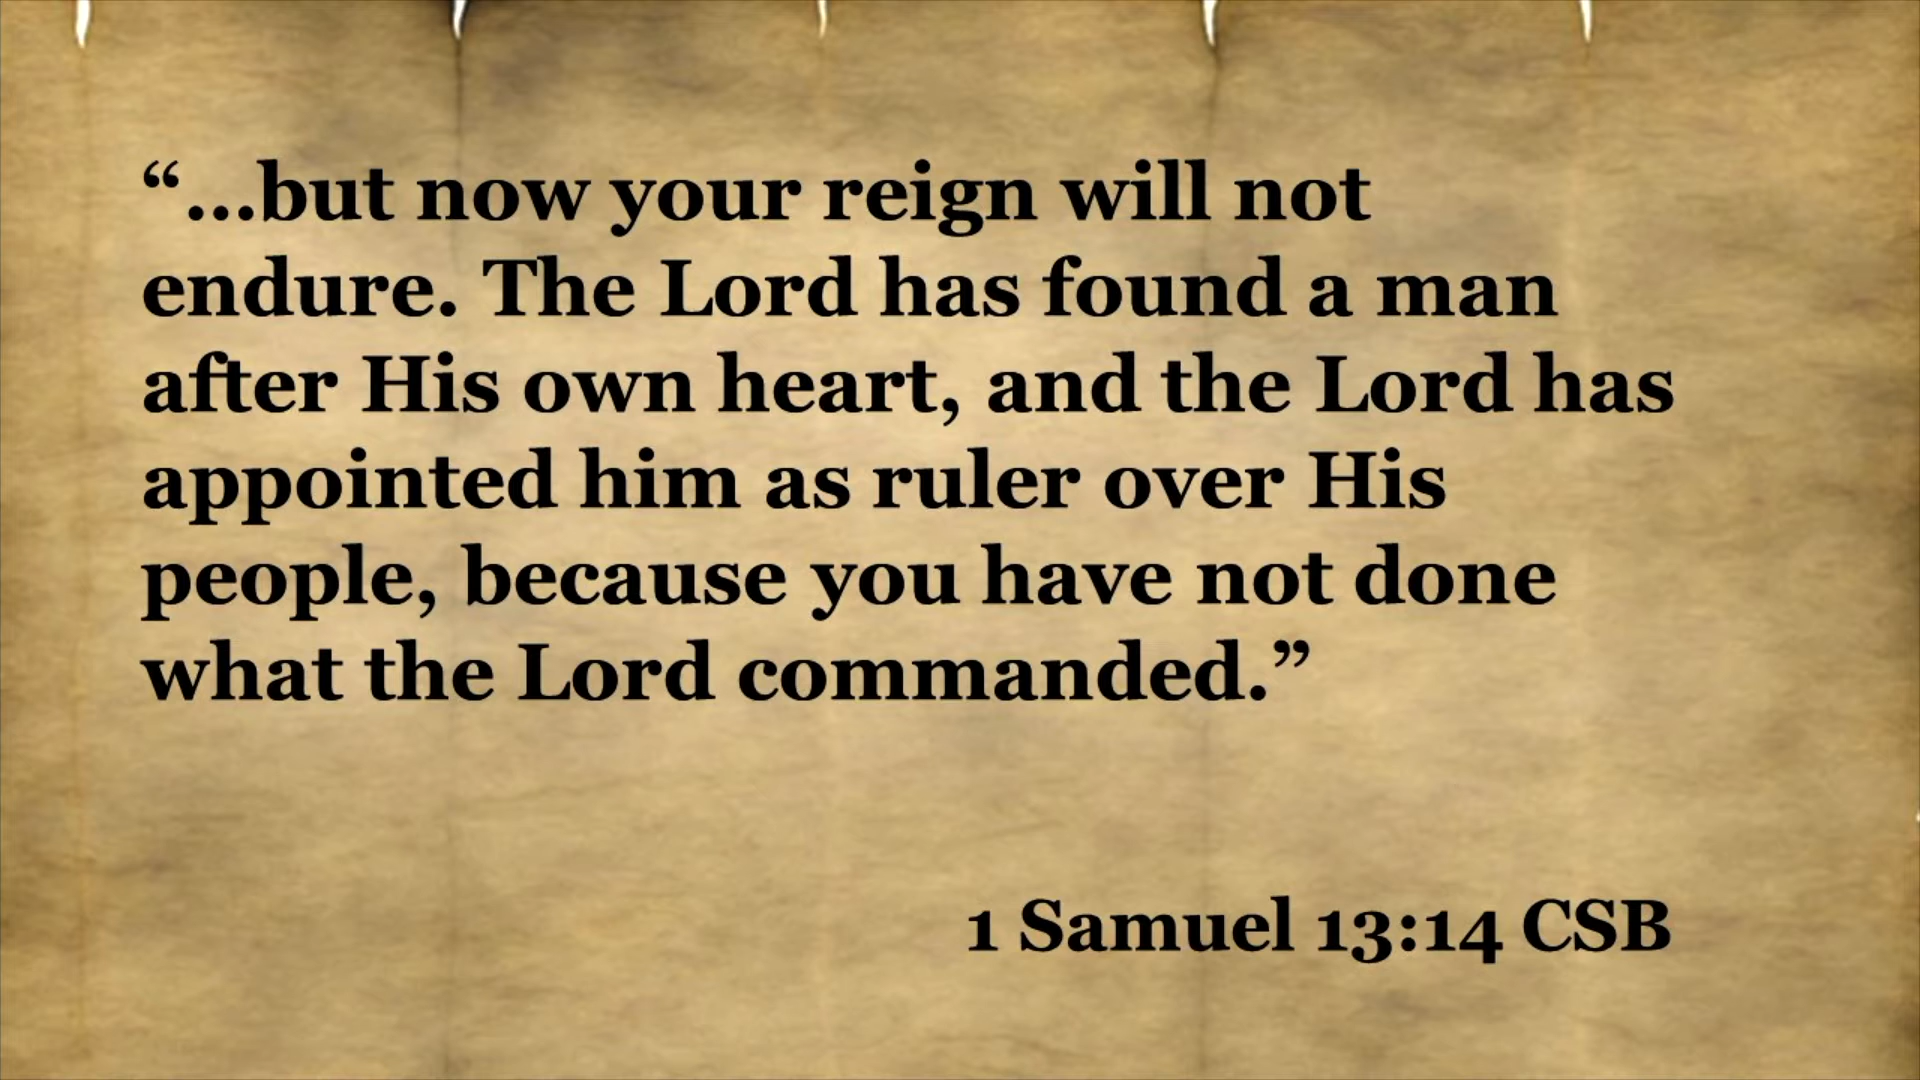 “...but now your reign will not
endure. The Lord has found a man
after His own heart, and the Lord has
appointed him as ruler over His
people, because you have not done
what the Lord commanded.”
1 Samuel 13:14 CSB